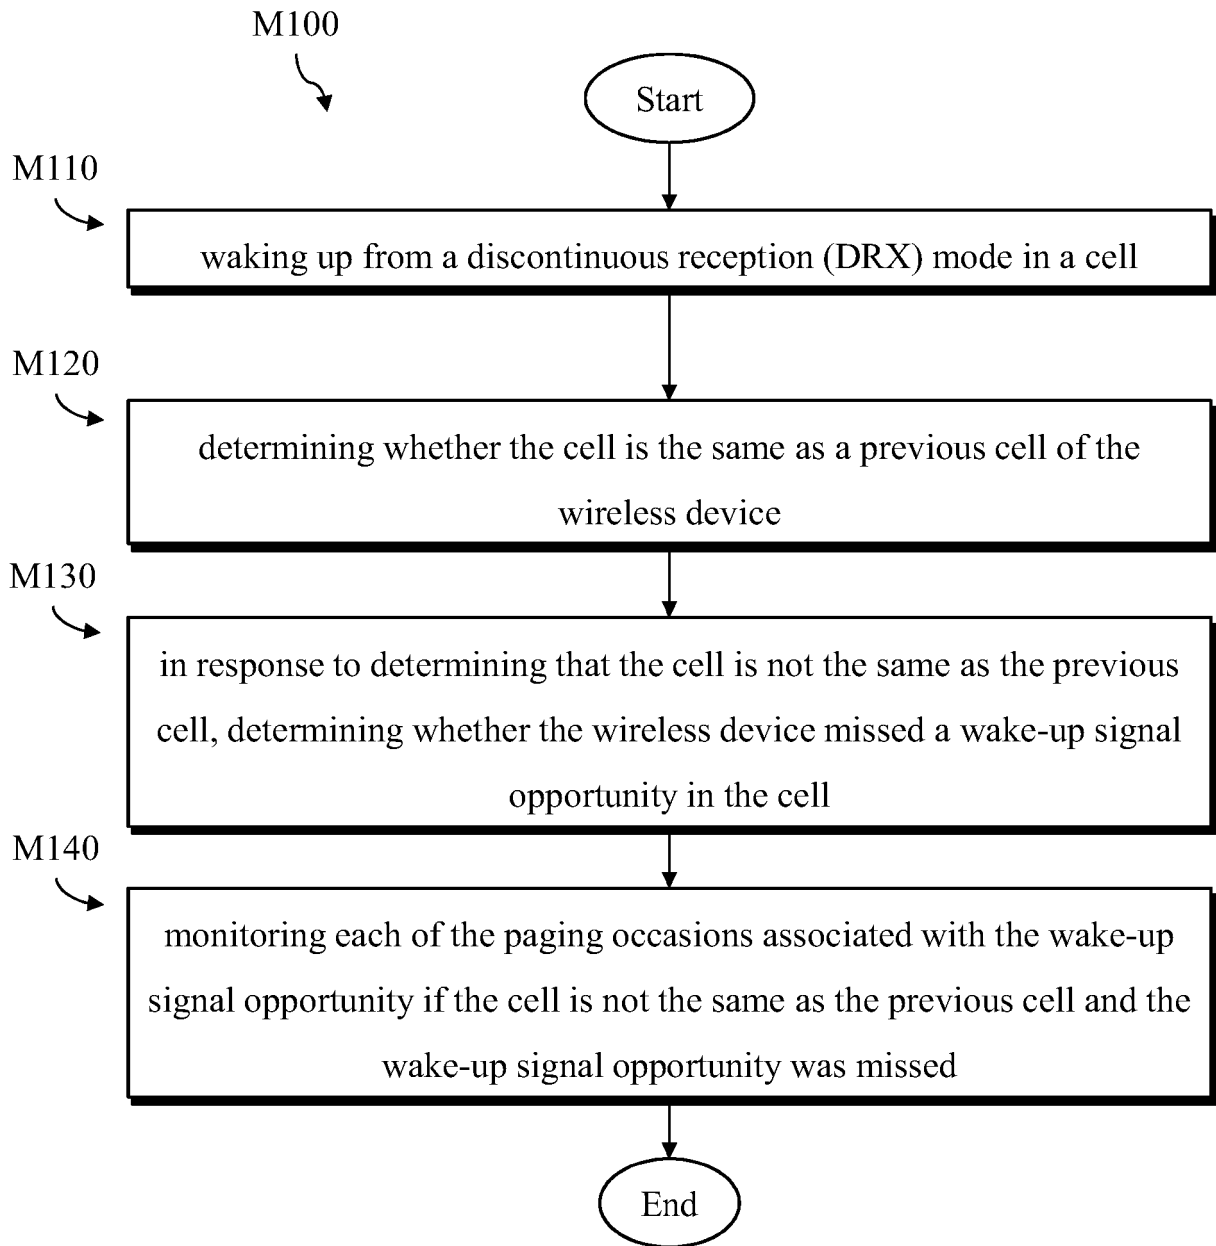 M100
Start
M110
waking up from a discontinuous reception (DRX) mode in a cell
M120
determining whether the cell is the same as a previous cell of the
wireless device
M130
in response to determining that the cell is not the same as the previous
cell, determining whether the wireless device missed a wake-up signal
opportunity in the cell
M140
monitoring each of the paging occasions associated with the wake-up
signal opportunity if the cell is not the same as the previous cell and the
wake-up signal opportunity was missed
End